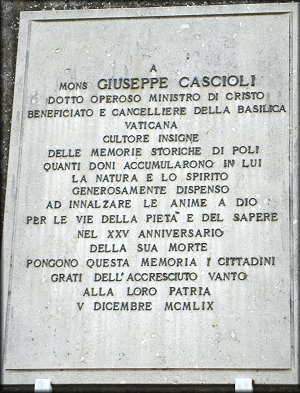 A
MONS GIUSEPPE CASCIOLI
DOTTO OPEROSO MINISTRO DI CRISTO
BENEFICIATO E CANCELLIERE DELLA BASILICA
VATICANA
CULTORE INSIGNE
DELLE MEMORIE STORICHE DI POLI
QUANTI DONI ACCUMULARONO IN LUI
LA NATURA E LO SPIRITO
GENEROSAMENTE DISPENSO
AD INNALZARE LE ANIME A DIO
PER LE VIE DELLA PIETA' E DEL SAPERE
NEL XXV ANNIVERSARIO
DELLA SUA MORTE
PONGONO QUESTA MEMORIA I CITTADINI
GRATI DELL'ACCRESCIUTO VANTO
ALLA LORO PATRIA
V DICEMBRE MCMLIX